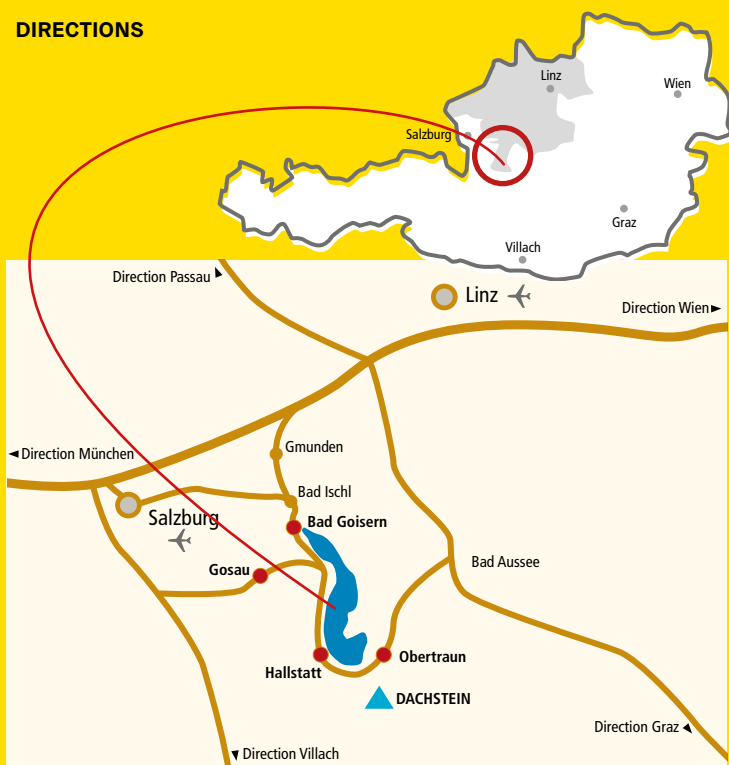 DIRECTIONS
Linz
Wien
Salzburg
Graz
Villach
Direction Passau
Linz
Direction Wien
Gmunden
Direction München
Bad Ischl
Salzburg
Bad Goisern
Bad Aussee
Gosau
Obertraun
Hallstatt
DACHSTEIN
Direction Graz
Direction Villach